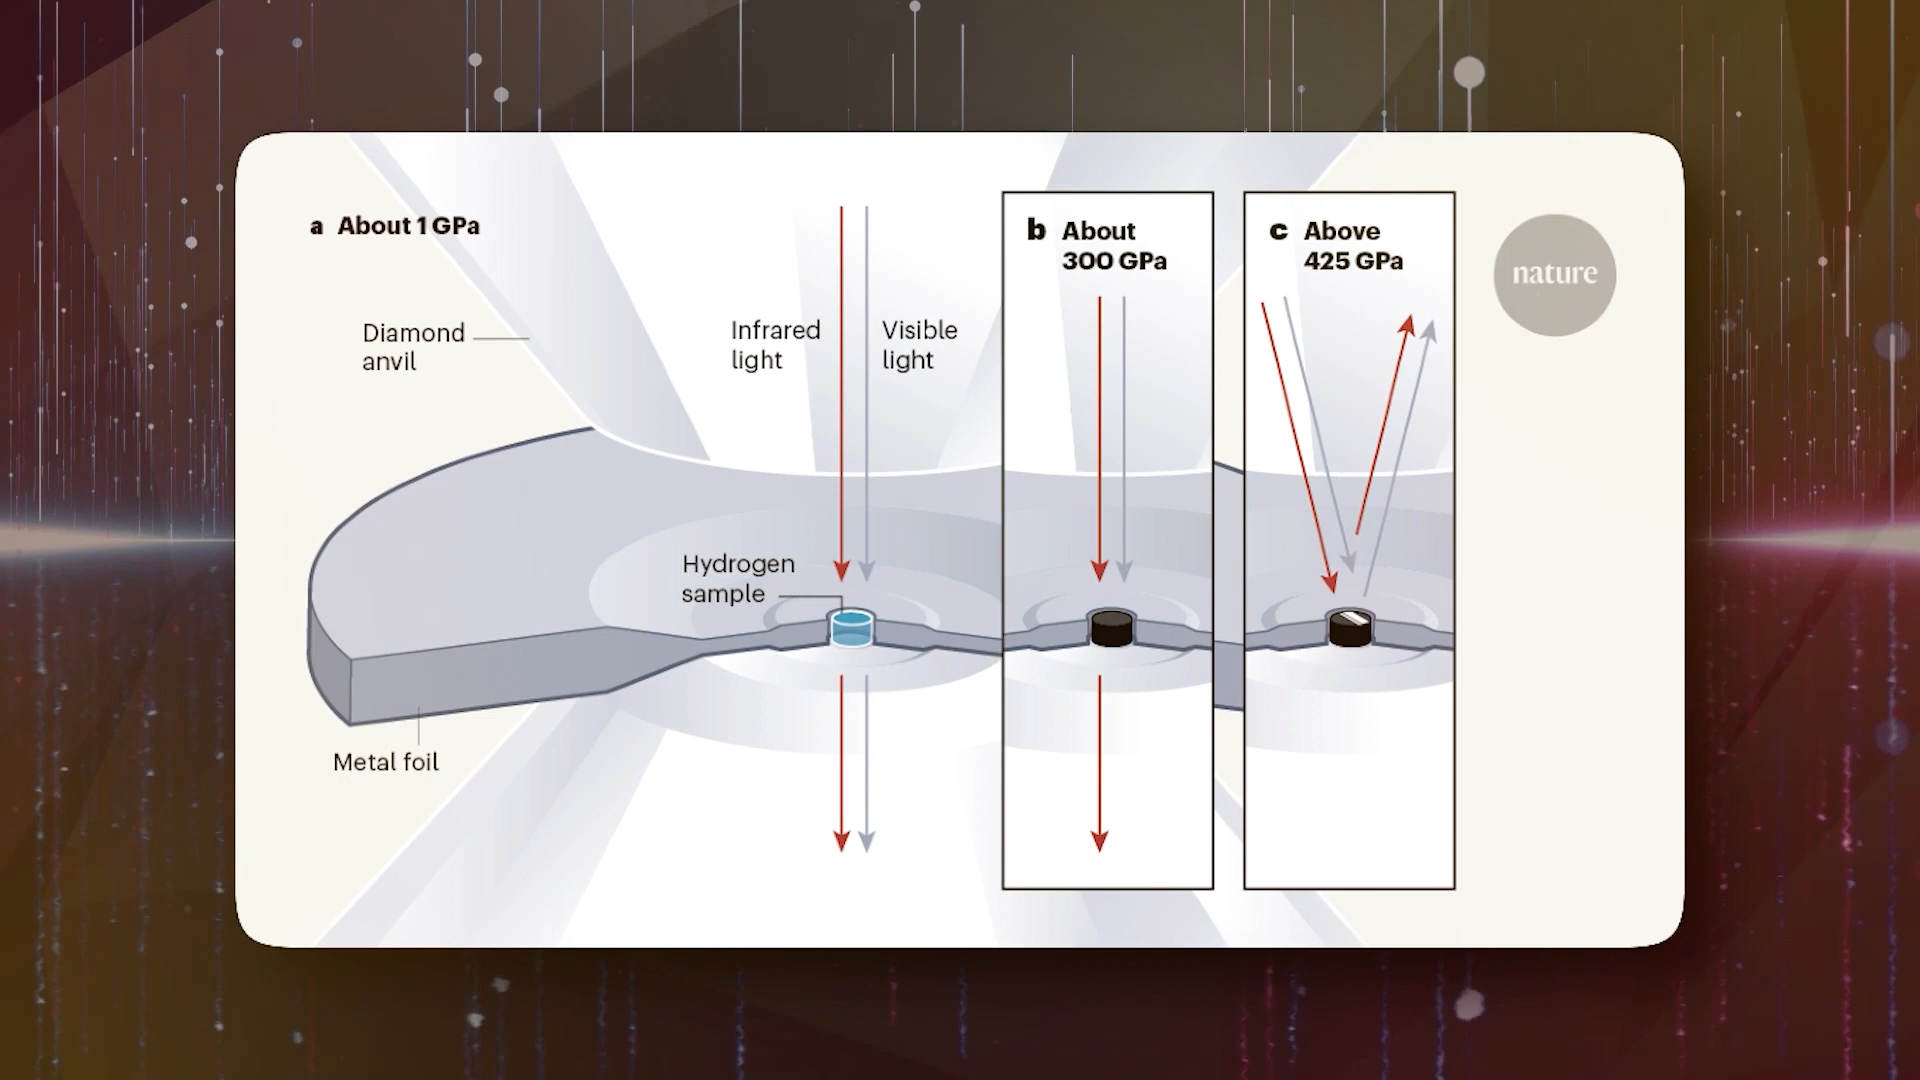 a About 1 GPa
Diamond
anvil
Infrared
light
Visible
light
Hydrogen
sample
Metal foil
b About
300 GPa
c Above
425 GPa
nature